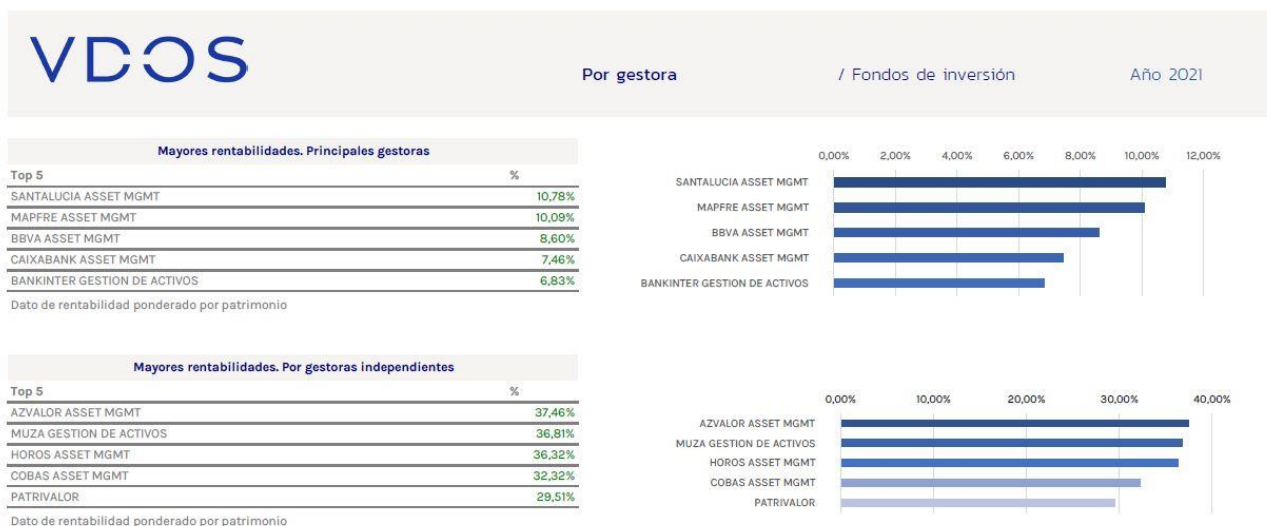 VDOS
Por gestora / Fondos de inversión Año 2021
Mayores rentabilidades. Principales gestoras
Top 5 %
SANTALUCIA ASSET MGMT 10,78%
MAPFRE ASSET MGMT 10,09%
BBVA ASSET MGMT 8,60%
CAIXABANK ASSET MGMT 7,46%
BANKINTER GESTION DE ACTIVOS 6,83%
Dato de rentabilidad ponderado por patrimonio
0,00% 2,00% 4,00% 6,00% 8,00% 10,00% 12,00%
SANTALUCIA ASSET MGMT
MAPFRE ASSET MGMT
BBVA ASSET MGMT
CAIXABANK ASSET MGMT
BANKINTER GESTION DE ACTIVOS
Mayores rentabilidades. Por gestoras independientes
Top 5 %
AZVALOR ASSET MGMT 37,46%
MUZA GESTION DE ACTIVOS 36,81%
HOROS ASSET MGMT 36,32%
COBAS ASSET MGMT 32,32%
PATRIVALOR 29,51%
Dato de rentabilidad ponderado por patrimonio
0,00% 10,00% 20,00% 30,00% 40,00%
AZVALOR ASSET MGMT
MUZA GESTION DE ACTIVOS
HOROS ASSET MGMT
COBAS ASSET MGMT
PATRIVALOR